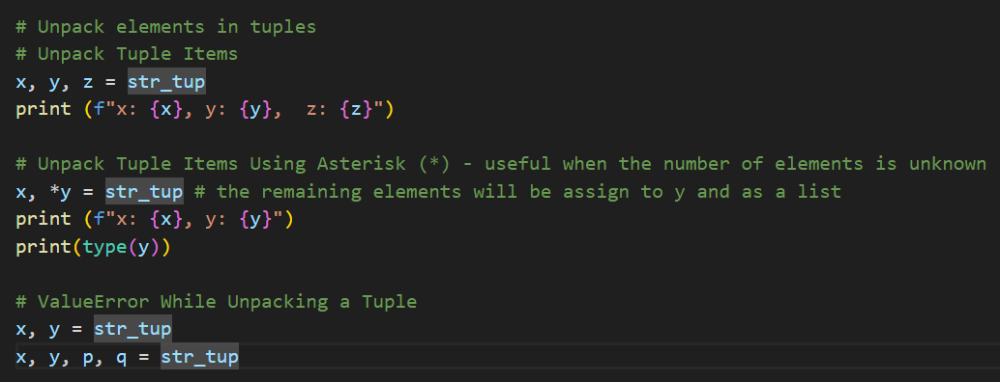 # Unpack elements in tuples
# Unpack Tuple Items
x, y, z = str_tup
print (f"x: {x}, y: {y},  z: {z}")
# Unpack Tuple Items Using Asterisk (*) - useful when the number of elements is unknown
x, *y = str_tup # the remaining elements will be assign to y and as a list
print (f"x: {x}, y: {y}")
print(type(y))
# ValueError While Unpacking a Tuple
x, y = str_tup
x, y, p, q = str_tup